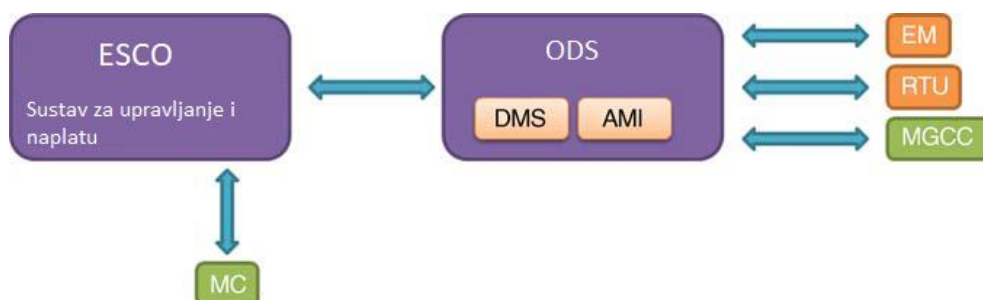 ESCO
Sustav za upravljanje i
naplatu
ODS
DMS
AMI
EM
RTU
MGCC
MC